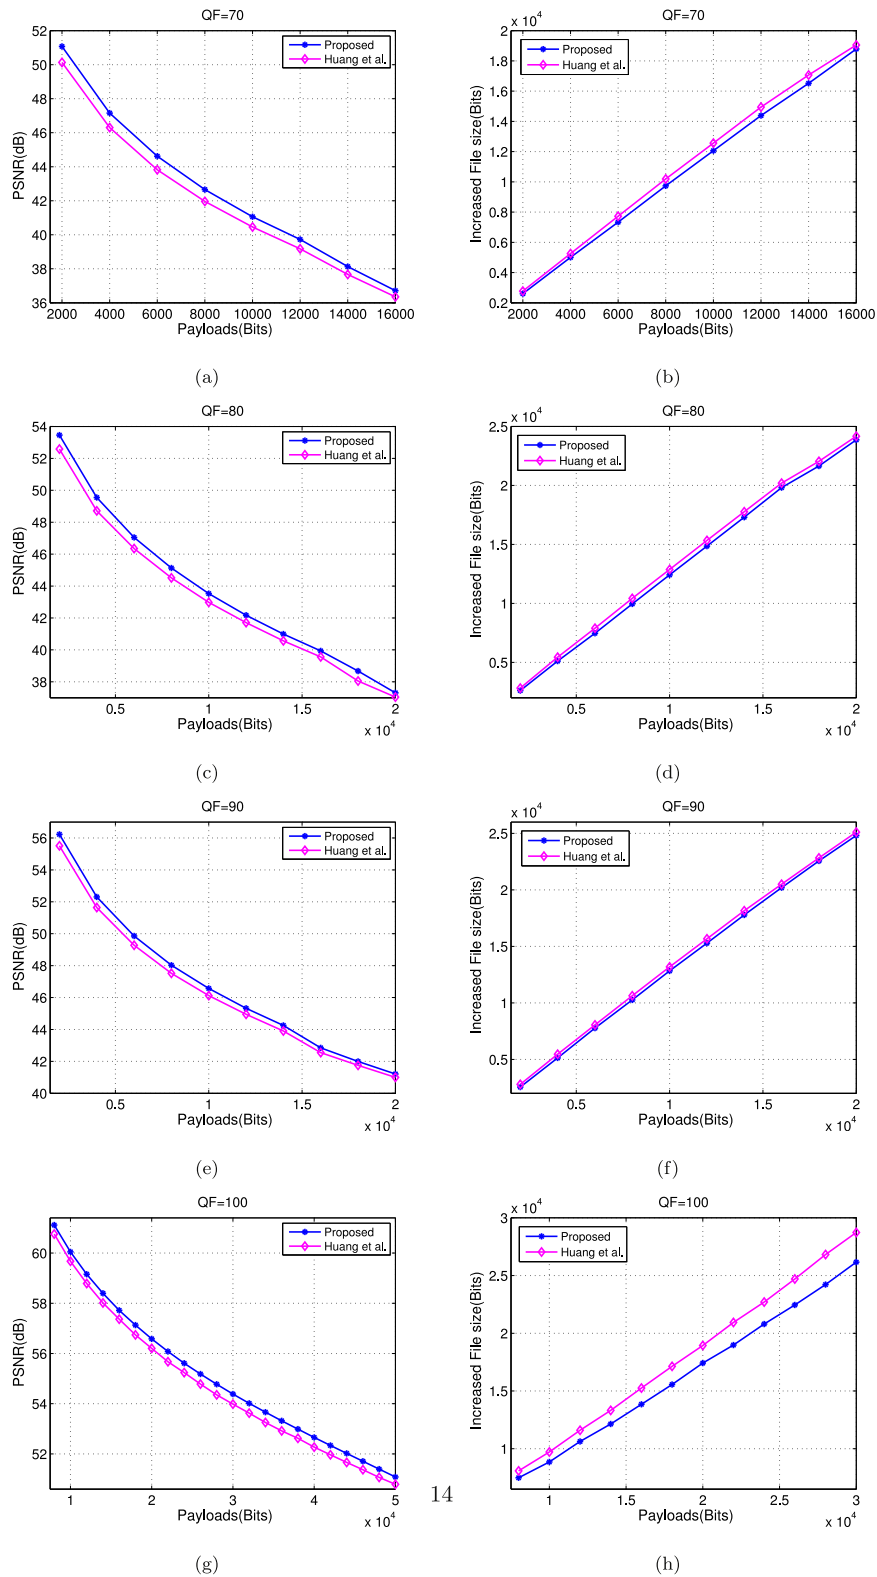 QF=70
52
50
48
46
44
42
40
38
36
PSNR(dB)
Proposed
Huang et al.
2000 4000 6000 8000 10000 12000 14000 16000
Payloads(Bits)
(a)
QF=70
x 10^4
2
1.8
1.6
1.4
1.2
1
0.8
0.6
0.4
0.2
Increased File size(Bits)
Proposed
Huang et al.
2000 4000 6000 8000 10000 12000 14000 16000
Payloads(Bits)
(b)
QF=80
54
52
50
48
46
44
42
40
38
PSNR(dB)
Proposed
Huang et al.
0.5 1 1.5 2
Payloads(Bits)
x 10^4
(c)
QF=80
x 10^4
2.5
2
1.5
1
0.5
Increased File size(Bits)
Proposed
Huang et al.
0.5 1 1.5 2
Payloads(Bits)
x 10^4
(d)
QF=90
56
54
52
50
48
46
44
42
40
PSNR(dB)
Proposed
Huang et al.
0.5 1 1.5 2
Payloads(Bits)
x 10^4
(e)
QF=90
x 10^4
2.5
2
1.5
1
0.5
Increased File size(Bits)
Proposed
Huang et al.
0.5 1 1.5 2
Payloads(Bits)
x 10^4
(f)
QF=100
60
58
56
54
52
PSNR(dB)
Proposed
Huang et al.
1 2 3 4 5
Payloads(Bits)
x 10^4
(g)
QF=100
x 10^4
3
2.5
2
1.5
1
Increased File size(Bits)
Proposed
Huang et al.
1 1.5 2 2.5 3
Payloads(Bits)
x 10^4
(h)
14